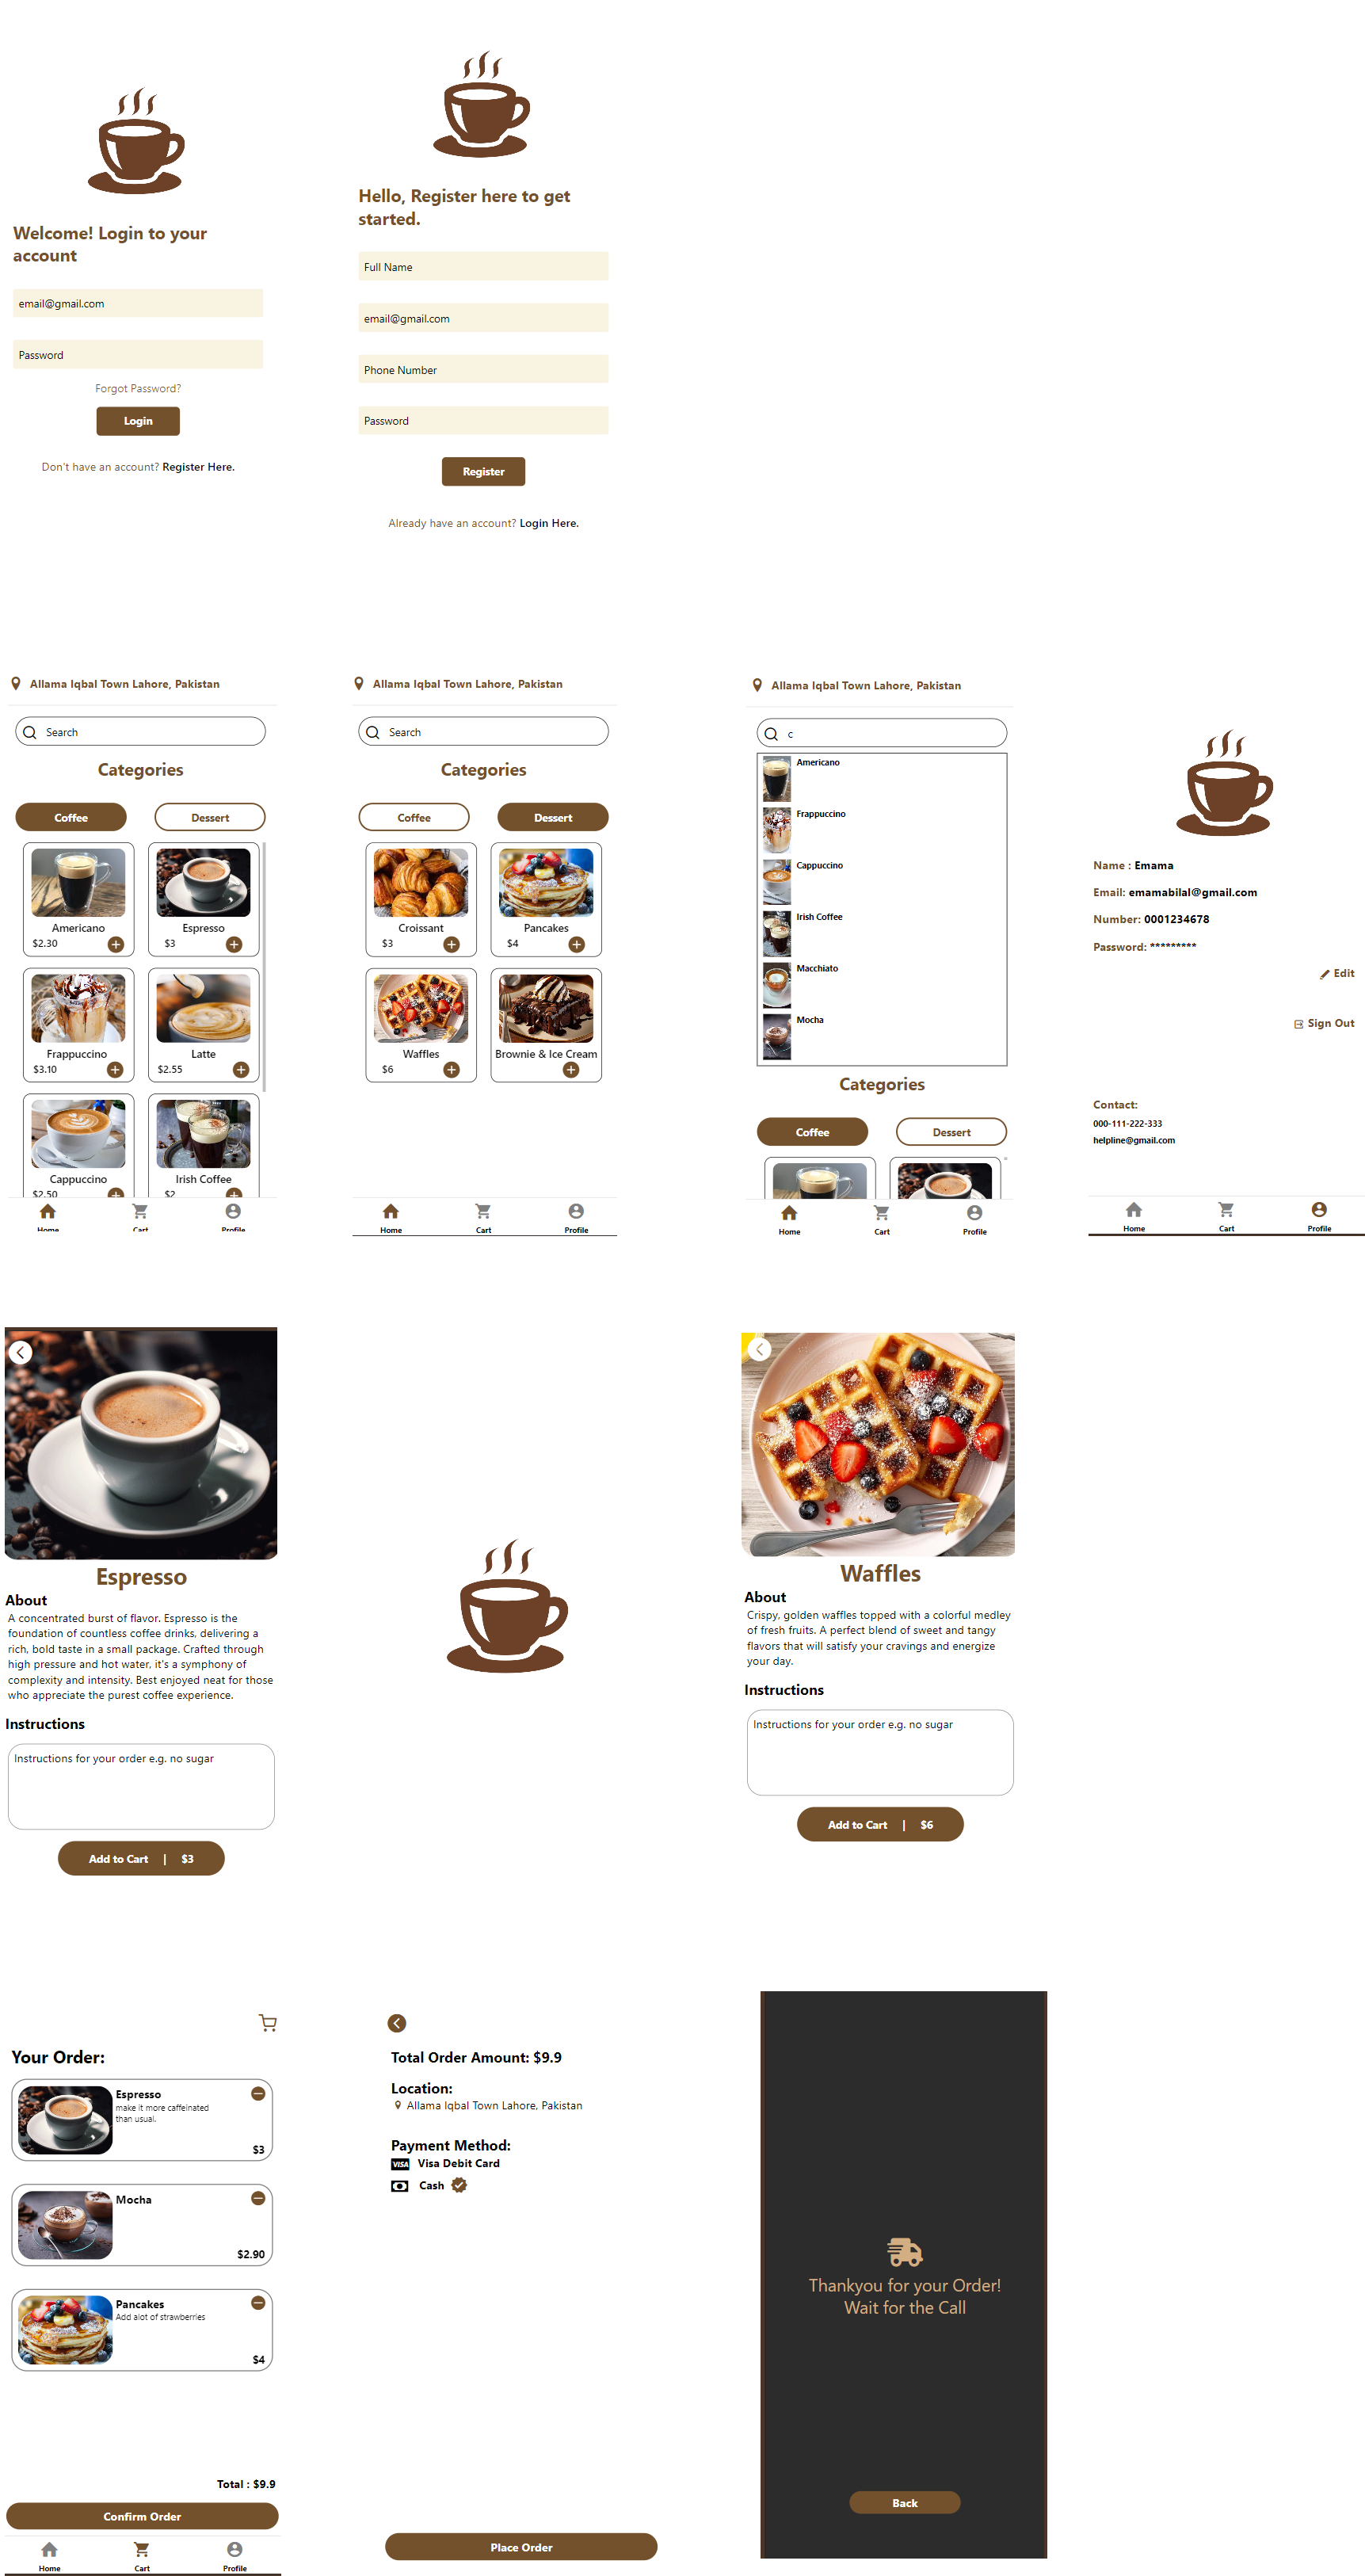 Welcome! Login to your
account
email@gmail.com
Password
Forgot Password?
Login
Don't have an account? Register Here.
Hello, Register here to get
started.
Full Name
email@gmail.com
Phone Number
Password
Register
Already have an account? Login Here.
Allama Iqbal Town Lahore, Pakistan
Search
Categories
Coffee
Dessert
Americano
$2.30
Espresso
$3
Frappuccino
$3.10
Latte
$2.55
Cappuccino
$2.50
Irish Coffee
$2
Home
Cart
Profile
Allama Iqbal Town Lahore, Pakistan
Search
Categories
Coffee
Dessert
Croissant
$3
Pancakes
$4
Waffles
$6
Brownie & Ice Cream
Home
Cart
Profile
Allama Iqbal Town Lahore, Pakistan
c
Americano
Frappuccino
Cappuccino
Irish Coffee
Macchiato
Mocha
Categories
Coffee
Dessert
Home
Cart
Profile
Name : Emama
Email: emamabilal@gmail.com
Number: 0001234678
Password: *********
Edit
Sign Out
Contact:
000-111-222-333
helpline@gmail.com
Home
Cart
Profile
Espresso
About
A concentrated burst of flavor. Espresso is the
foundation of countless coffee drinks, delivering a
rich, bold taste in a small package. Crafted through
high pressure and hot water, it's a symphony of
complexity and intensity. Best enjoyed neat for those
who appreciate the purest coffee experience.
Instructions
Instructions for your order e.g. no sugar
Add to Cart | $3
Waffles
About
Crispy, golden waffles topped with a colorful medley
of fresh fruits. A perfect blend of sweet and tangy
flavors that will satisfy your cravings and energize
your day.
Instructions
Instructions for your order e.g. no sugar
Add to Cart | $6
Your Order:
Espresso
make it more caffeinated
than usual.
$3
Mocha
$2.90
Pancakes
Add alot of strawberries
$4
Total : $9.9
Confirm Order
Home
Cart
Profile
Total Order Amount: $9.9
Location:
Allama Iqbal Town Lahore, Pakistan
Payment Method:
VISA Visa Debit Card
Cash
Place Order
Thankyou for your Order!
Wait for the Call
Back